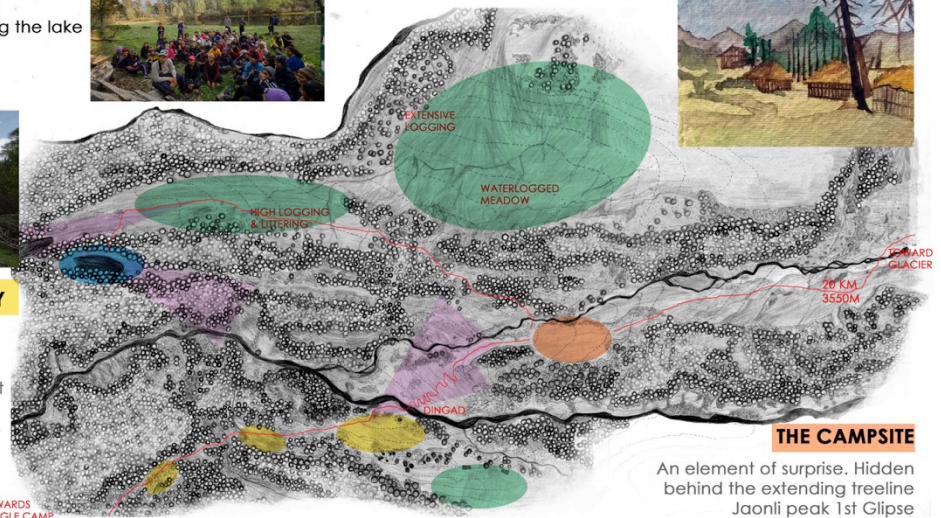 g the lake
EXTENSIVE
LOGGING
WATERLOGGED
MEADOW
HIGH LOGGING
& LITTERING
GLACIER
20 KM
3550M
Y
t
DINGAD
THE CAMPSITE
An element of surprise. Hidden
behind the extending treeline
Jaonli peak 1st Glipse
WARDS
GLE CAMP